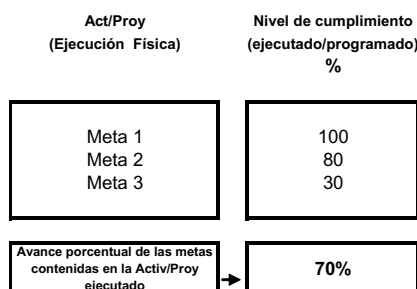 Act/Proy
(Ejecución Física)
Nivel de cumplimiento
(ejecutado/programado)
%
Meta 1
Meta 2
Meta 3
100
80
30
Avance porcentual de las metas
contenidas en la Activ/Proy
ejecutado
70%